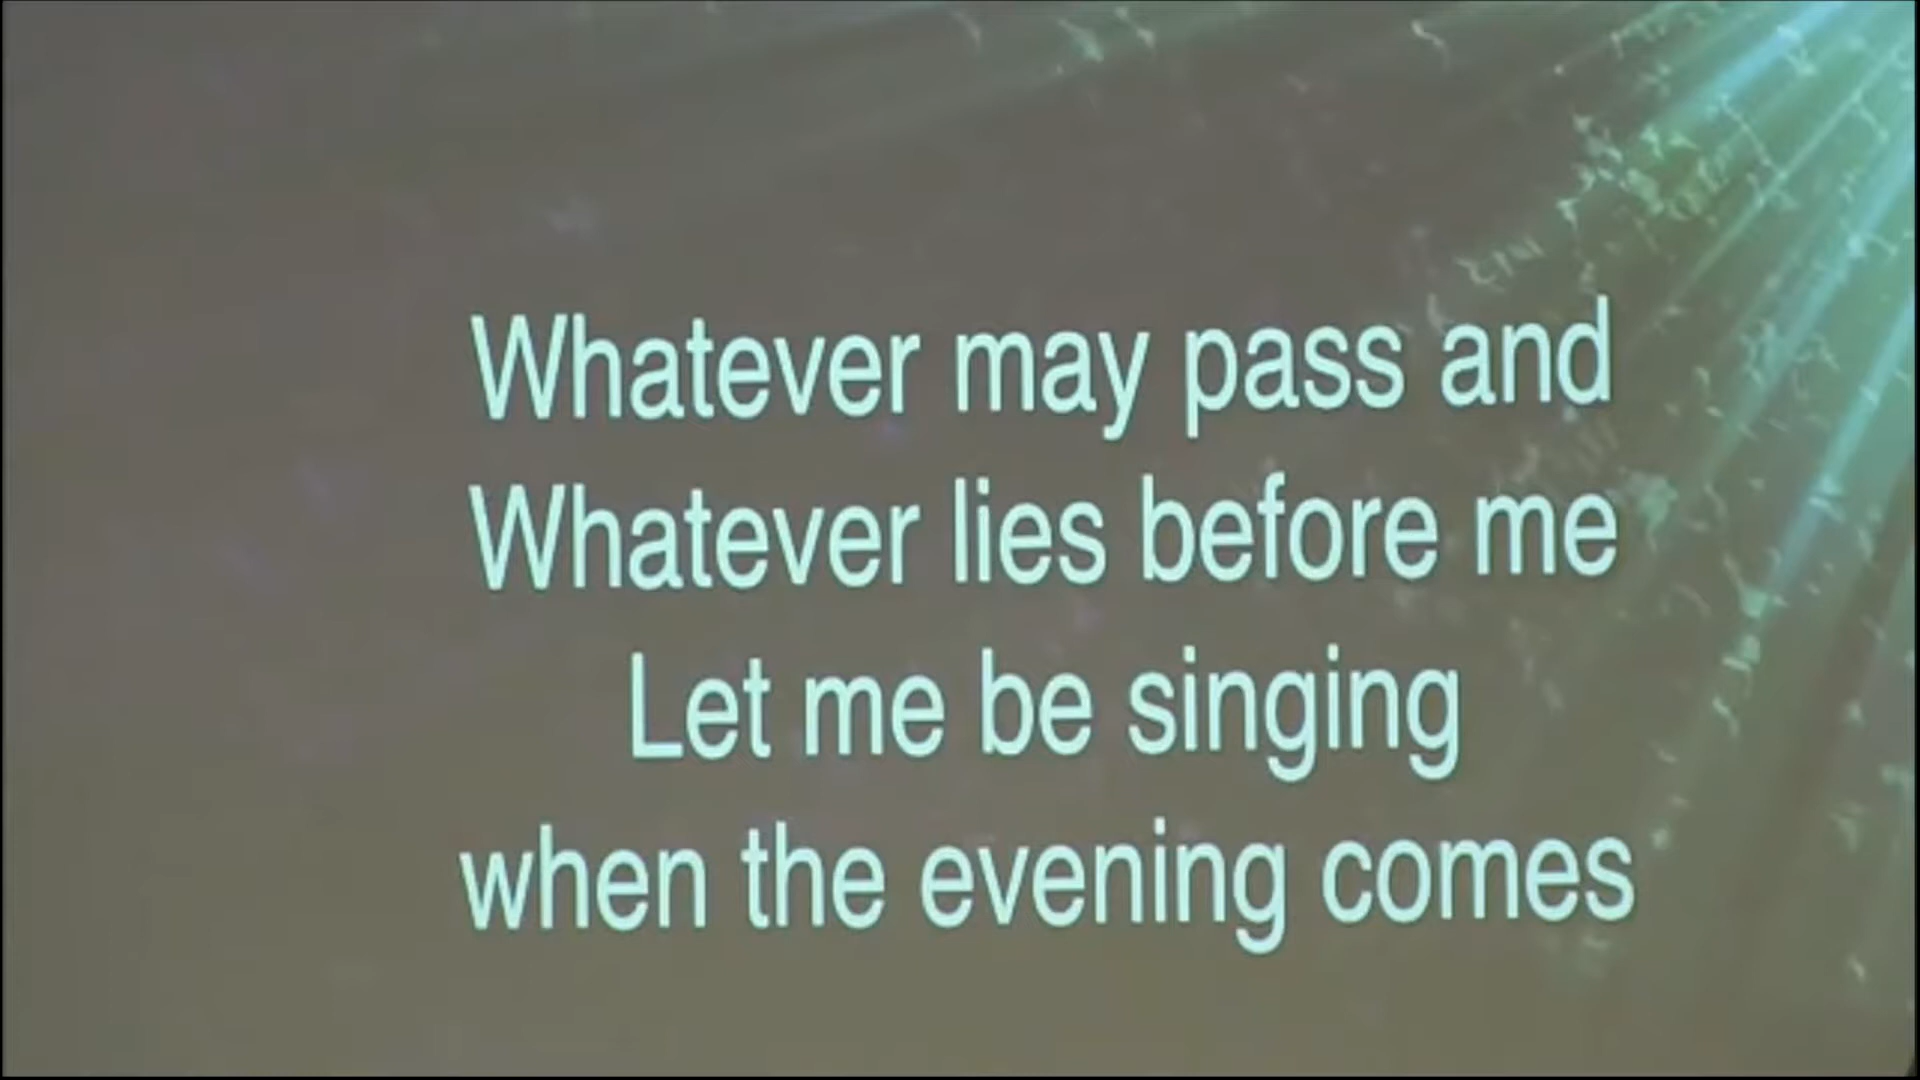 Whatever may pass and
Whatever lies before me
Let me be singing
when the evening comes